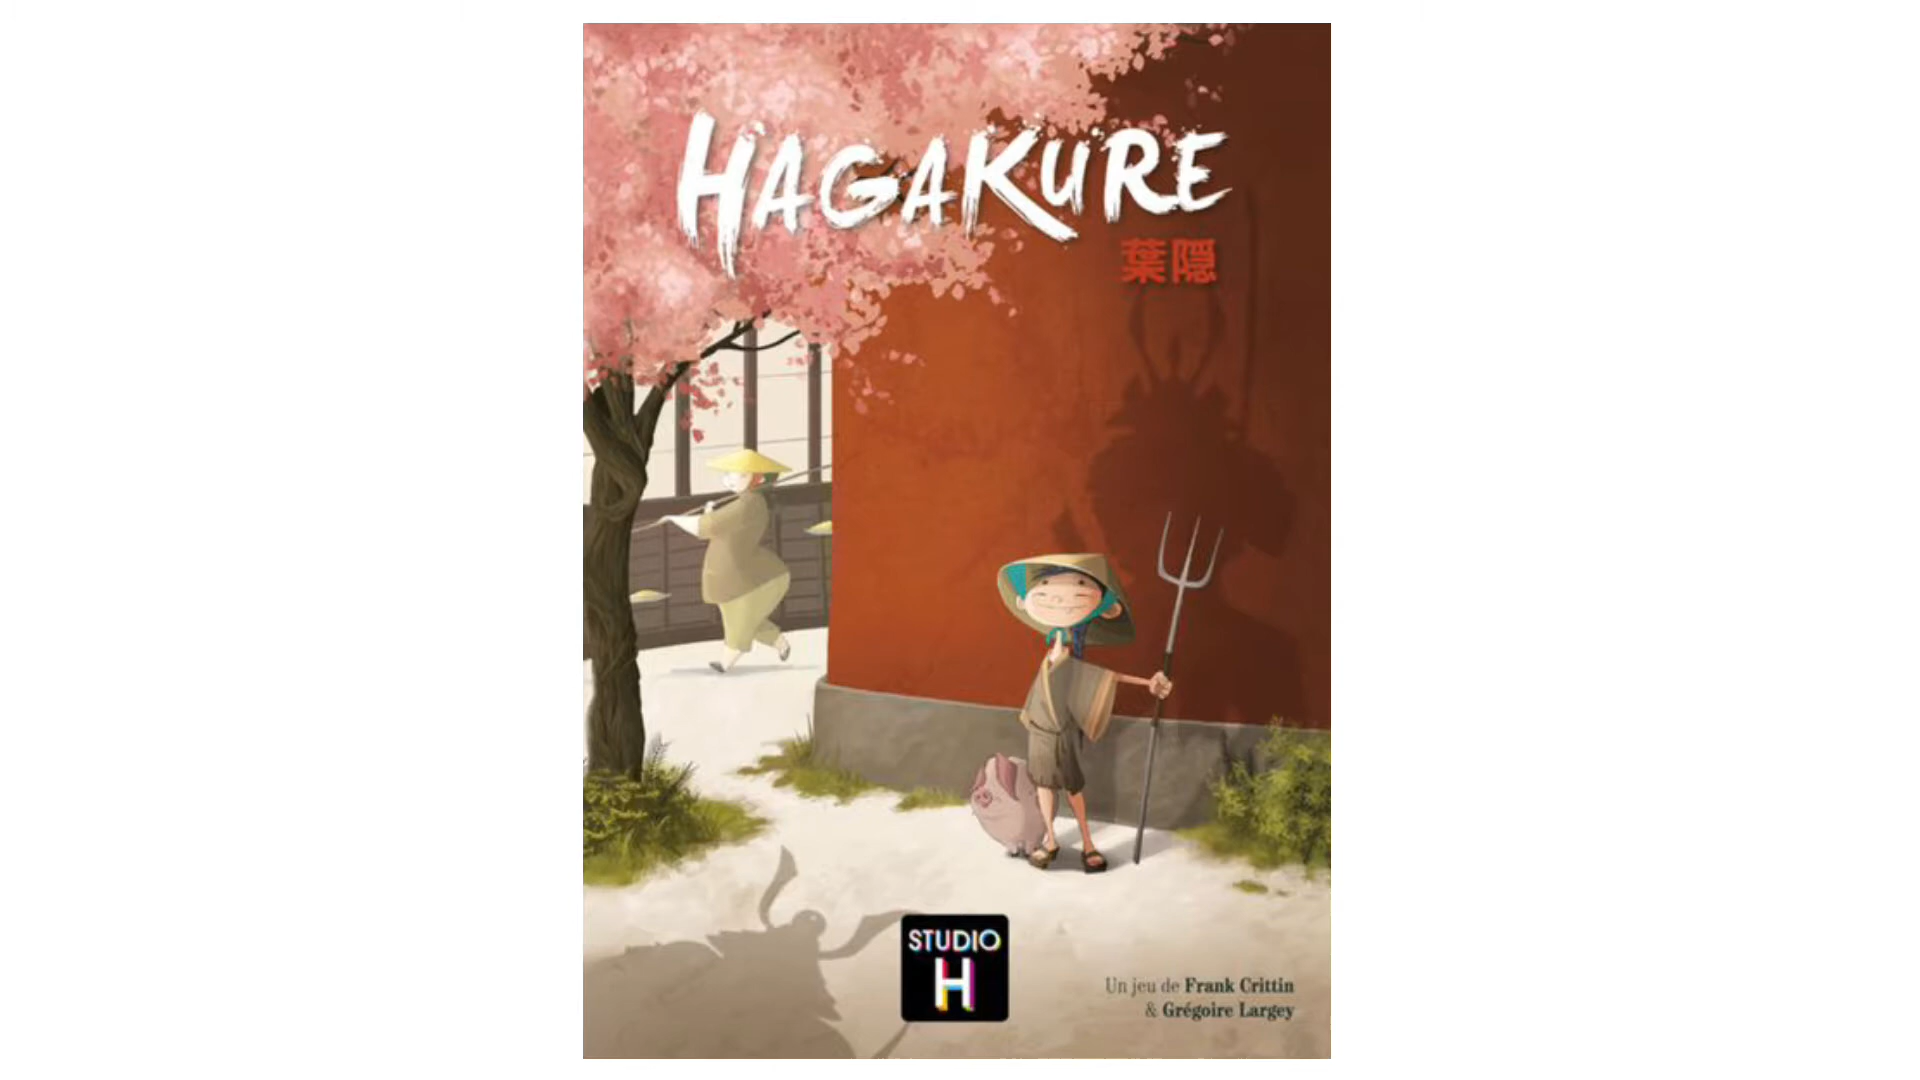 HAGAKURE
葉隠
STUDIO
H
Un jeu de Frank Crittin
& Grégoire Largey